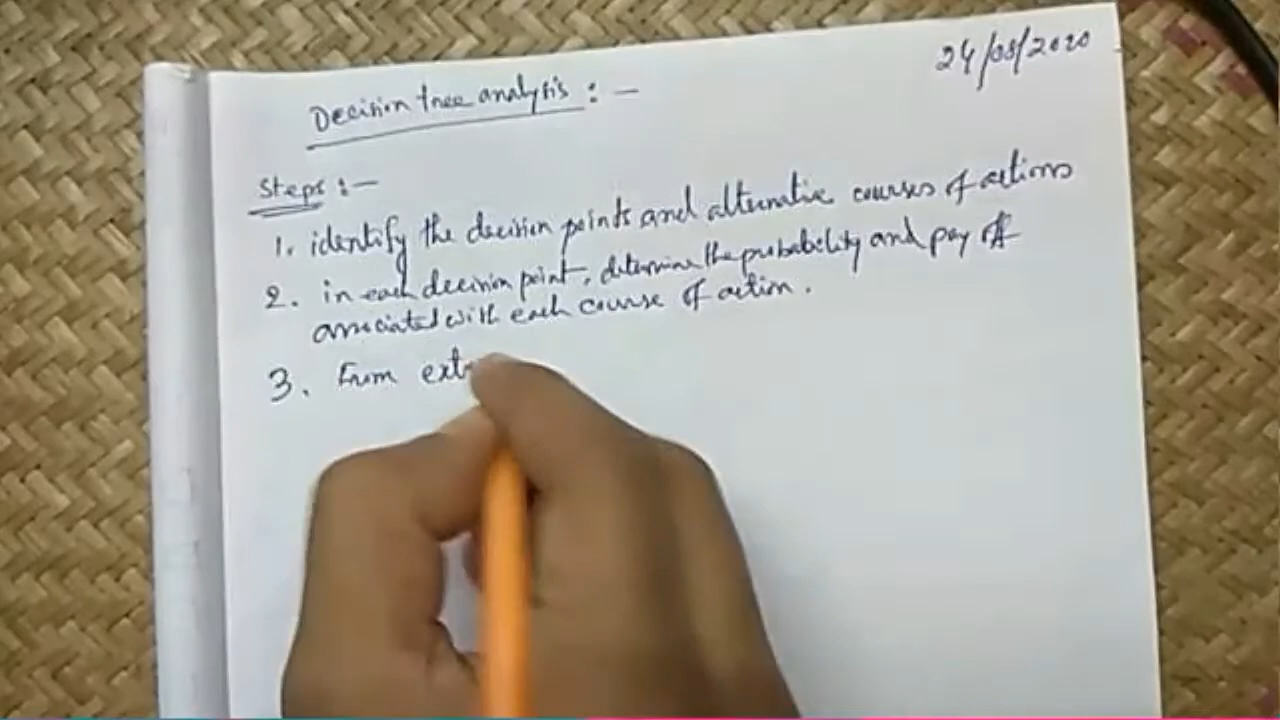 24/08/2020
Decision tree analysis : -
Steps :-
1. identify the decision points and alternative courses of actions
2. in each decision point, determine the probability and pay off
associated with each course of action.
3. From extr